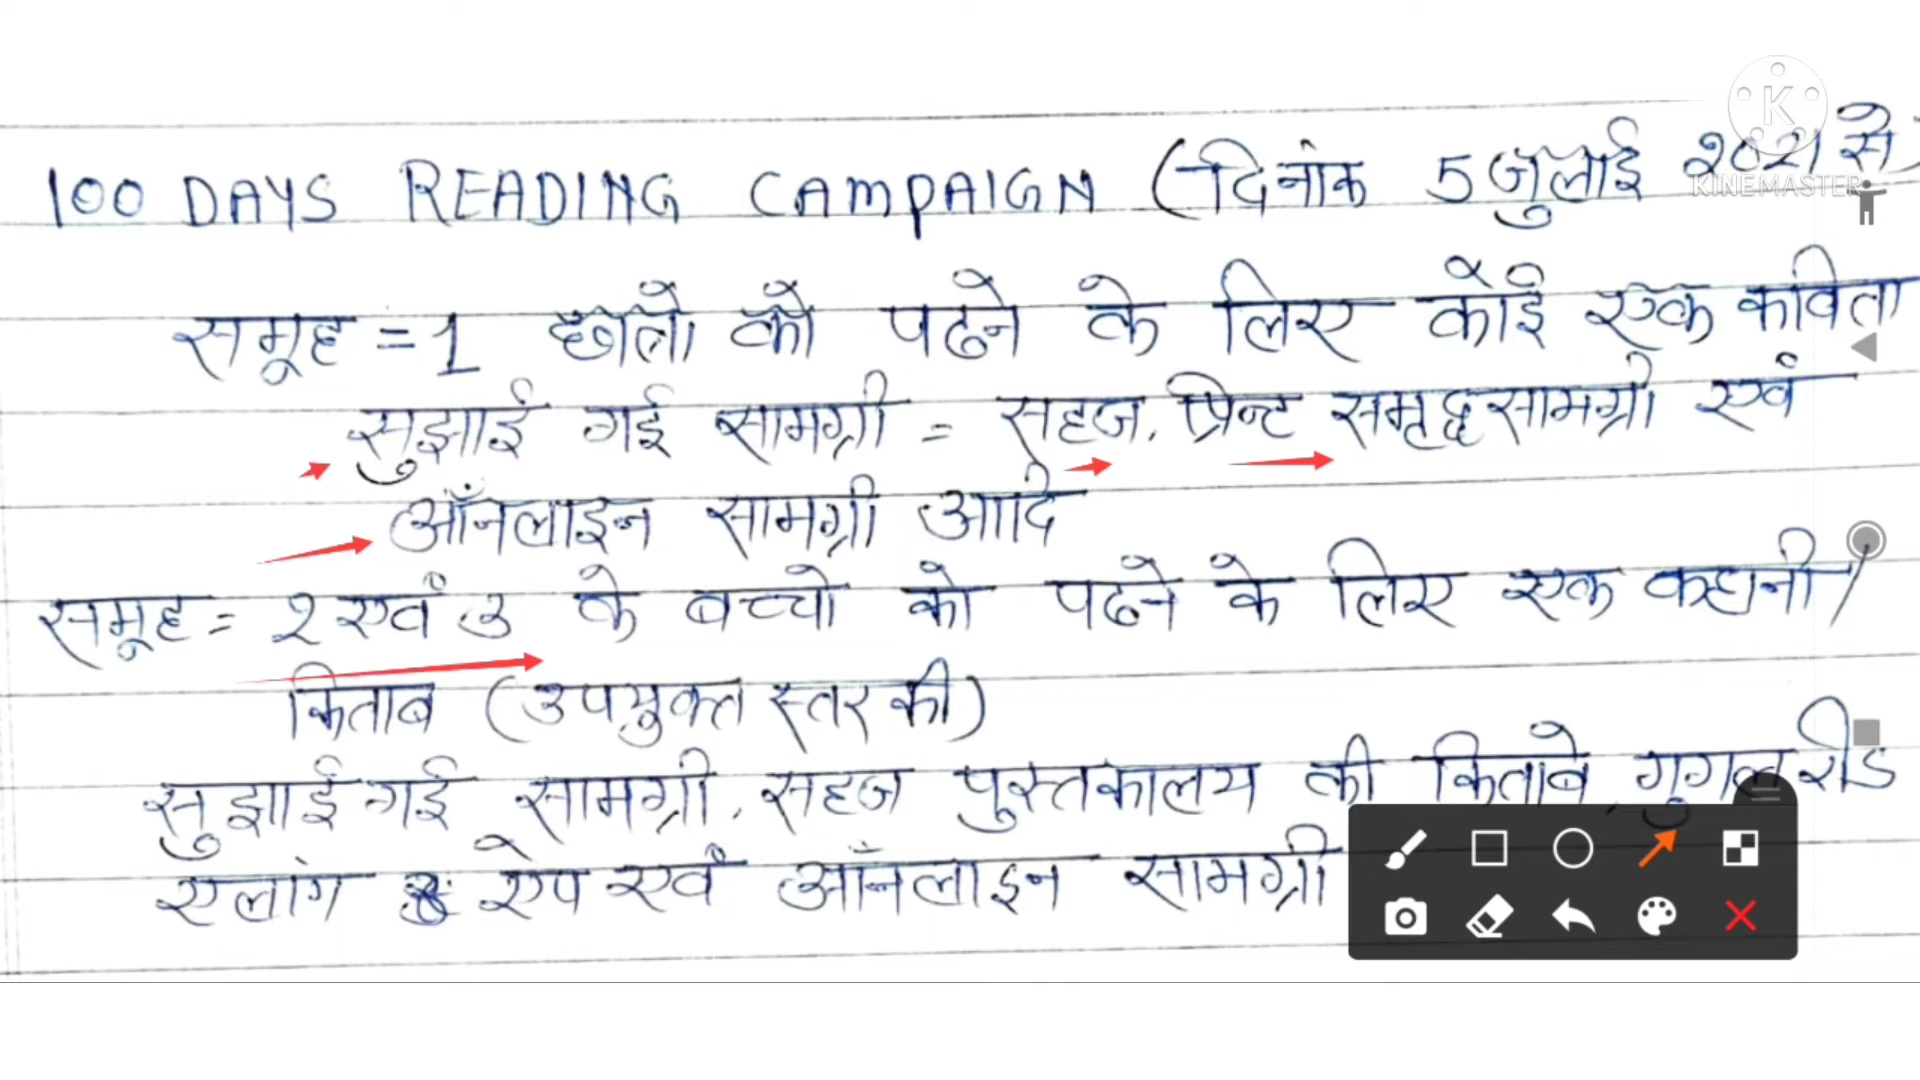 100 DAYS READING CAMPAIGN (दिनांक 5 जुलाई 2021 से
KINEMASTER
समूह = 1 छात्रो को पढने के लिए कोई एक कविता
सुझाई गई सामग्री = सहज, प्रिन्ट समृद्ध सामग्री एवं
ऑनलाइन सामग्री आदि
समूह = 2 एवं 3 के बच्चो को पढने के लिए एक कहानी/
किताब (उपयुक्त स्तर की)
सुझाई गई सामग्री, सहज पुस्तकालय की किताबे, गूगल रीड
एलांग ऐप एवं ऑनलाइन सामग्री